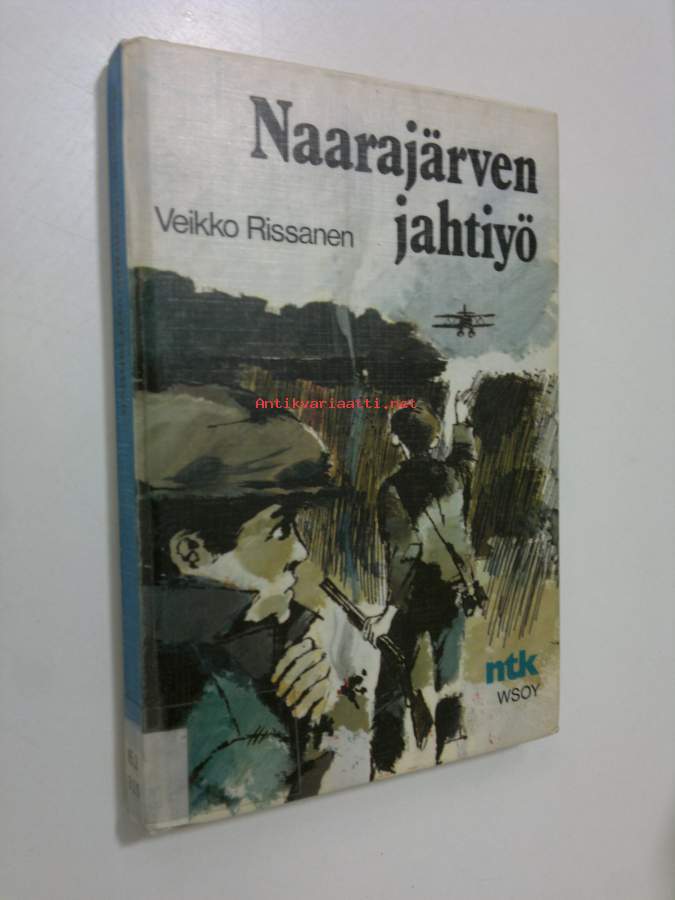 Naarajärven
jahtiyö
Veikko Rissanen
Antikvariaatti.net
ntk
WSOY